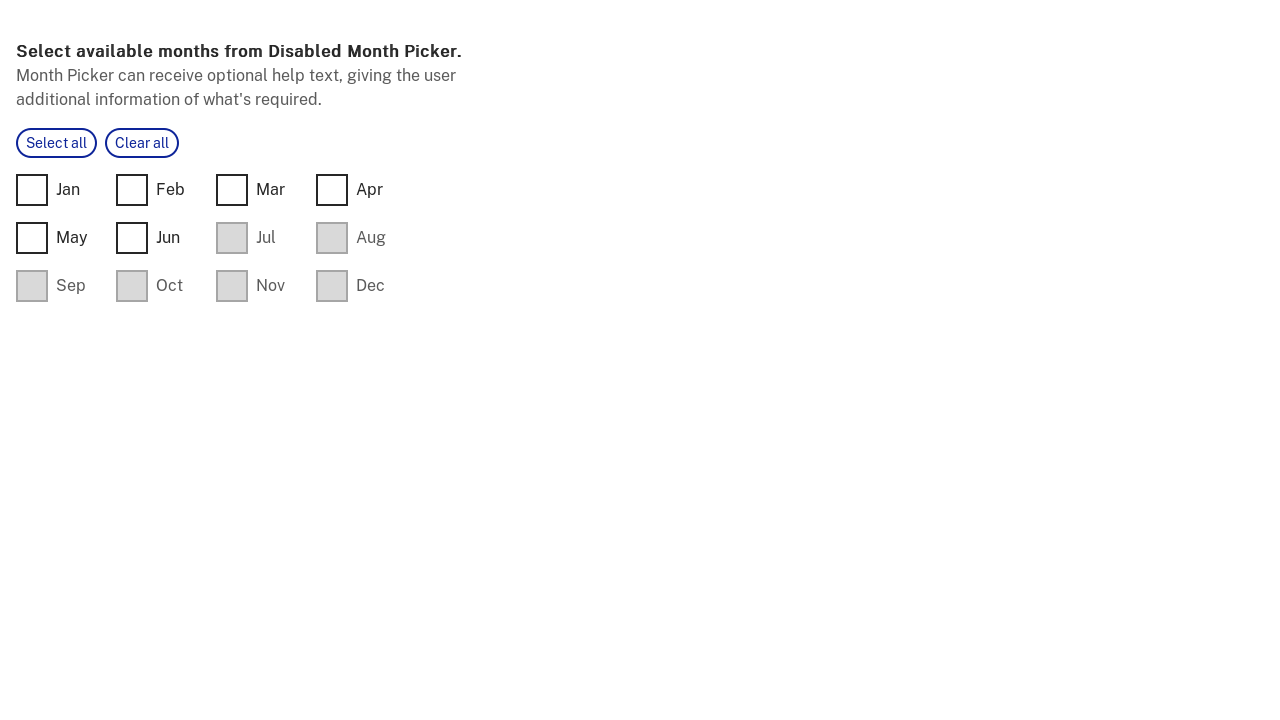 Select available months from Disabled Month Picker.
Month Picker can receive optional help text, giving the user
additional information of what's required.
Select all Clear all
Jan Feb Mar Apr
May Jun Jul Aug
Sep Oct Nov Dec